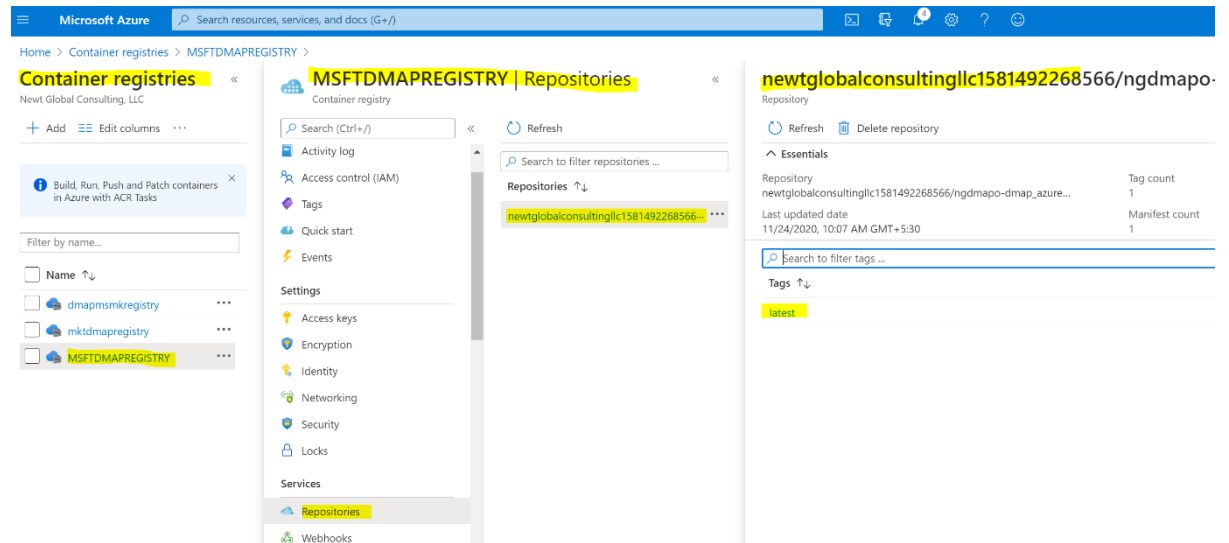 Microsoft Azure
Search resources, services, and docs (G+/)
4
Home > Container registries > MSFTDMAPREGISTRY >
Container registries «
Newt Global Consulting, LLC
+ Add Edit columns ...
Build, Run, Push and Patch containers
in Azure with ACR Tasks
×
Filter by name...
Name ↑↓
dmapmsmkregistry ...
mktdmapregistry ...
MSFTDMAPREGISTRY ...
MSFTDMAPREGISTRY | Repositories «
Container registry
Search (Ctrl+/) «
Activity log
Access control (IAM)
Tags
Quick start
Events
Settings
Access keys
Encryption
Identity
Networking
Security
Locks
Services
Repositories
Webhooks
Refresh
Search to filter repositories ...
Repositories ↑↓
newtglobalconsultingllc1581492268566... ...
newtglobalconsultingllc1581492268566/ngdmapo-
Repository
Refresh Delete repository
Essentials
Repository
newtglobalconsultingllc1581492268566/ngdmapo-dmap_azure...
Tag count
1
Last updated date
11/24/2020, 10:07 AM GMT+5:30
Manifest count
1
Search to filter tags ...
Tags ↑↓
latest